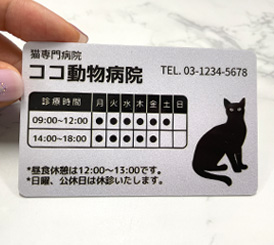 猫専門病院
ココ動物病院 TEL. 03-1234-5678
診療時間 月 火 水 木 金 土 日
09:00~12:00 ● ● ● ● ● ●
14:00~18:00 ● ● ● ● ●
*昼食休憩は12:00~13:00です。
*日曜、公休日は休診いたします。